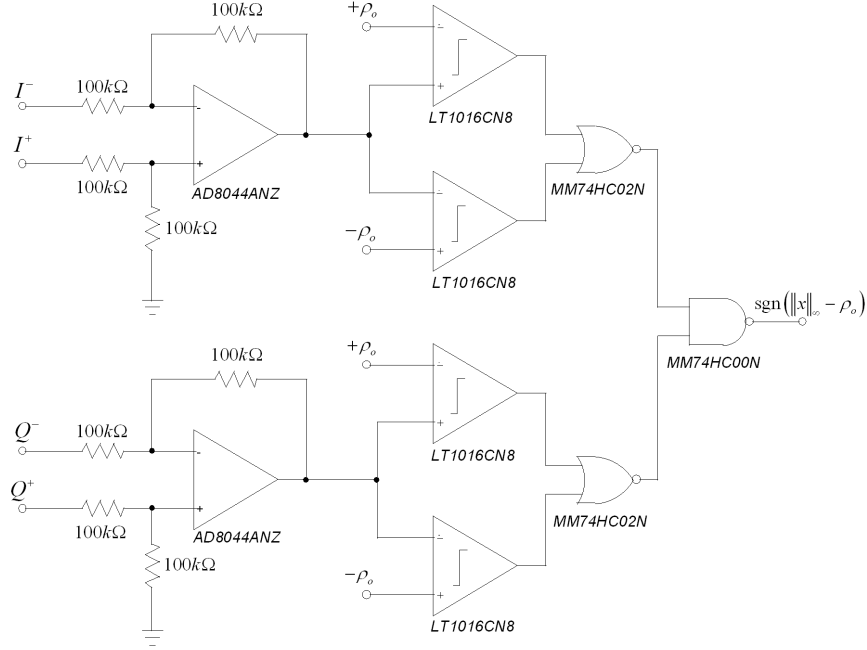 100kΩ
+ρₒ
-
+
LT1016CN8
I⁻
100kΩ
-
I⁺
100kΩ
+
AD8044ANZ
100kΩ
-
−ρₒ
+
LT1016CN8
MM74HC02N
sgn(‖x‖∞ − ρₒ)
MM74HC00N
100kΩ
+ρₒ
-
+
LT1016CN8
Q⁻
100kΩ
-
Q⁺
100kΩ
+
AD8044ANZ
100kΩ
-
−ρₒ
+
LT1016CN8
MM74HC02N